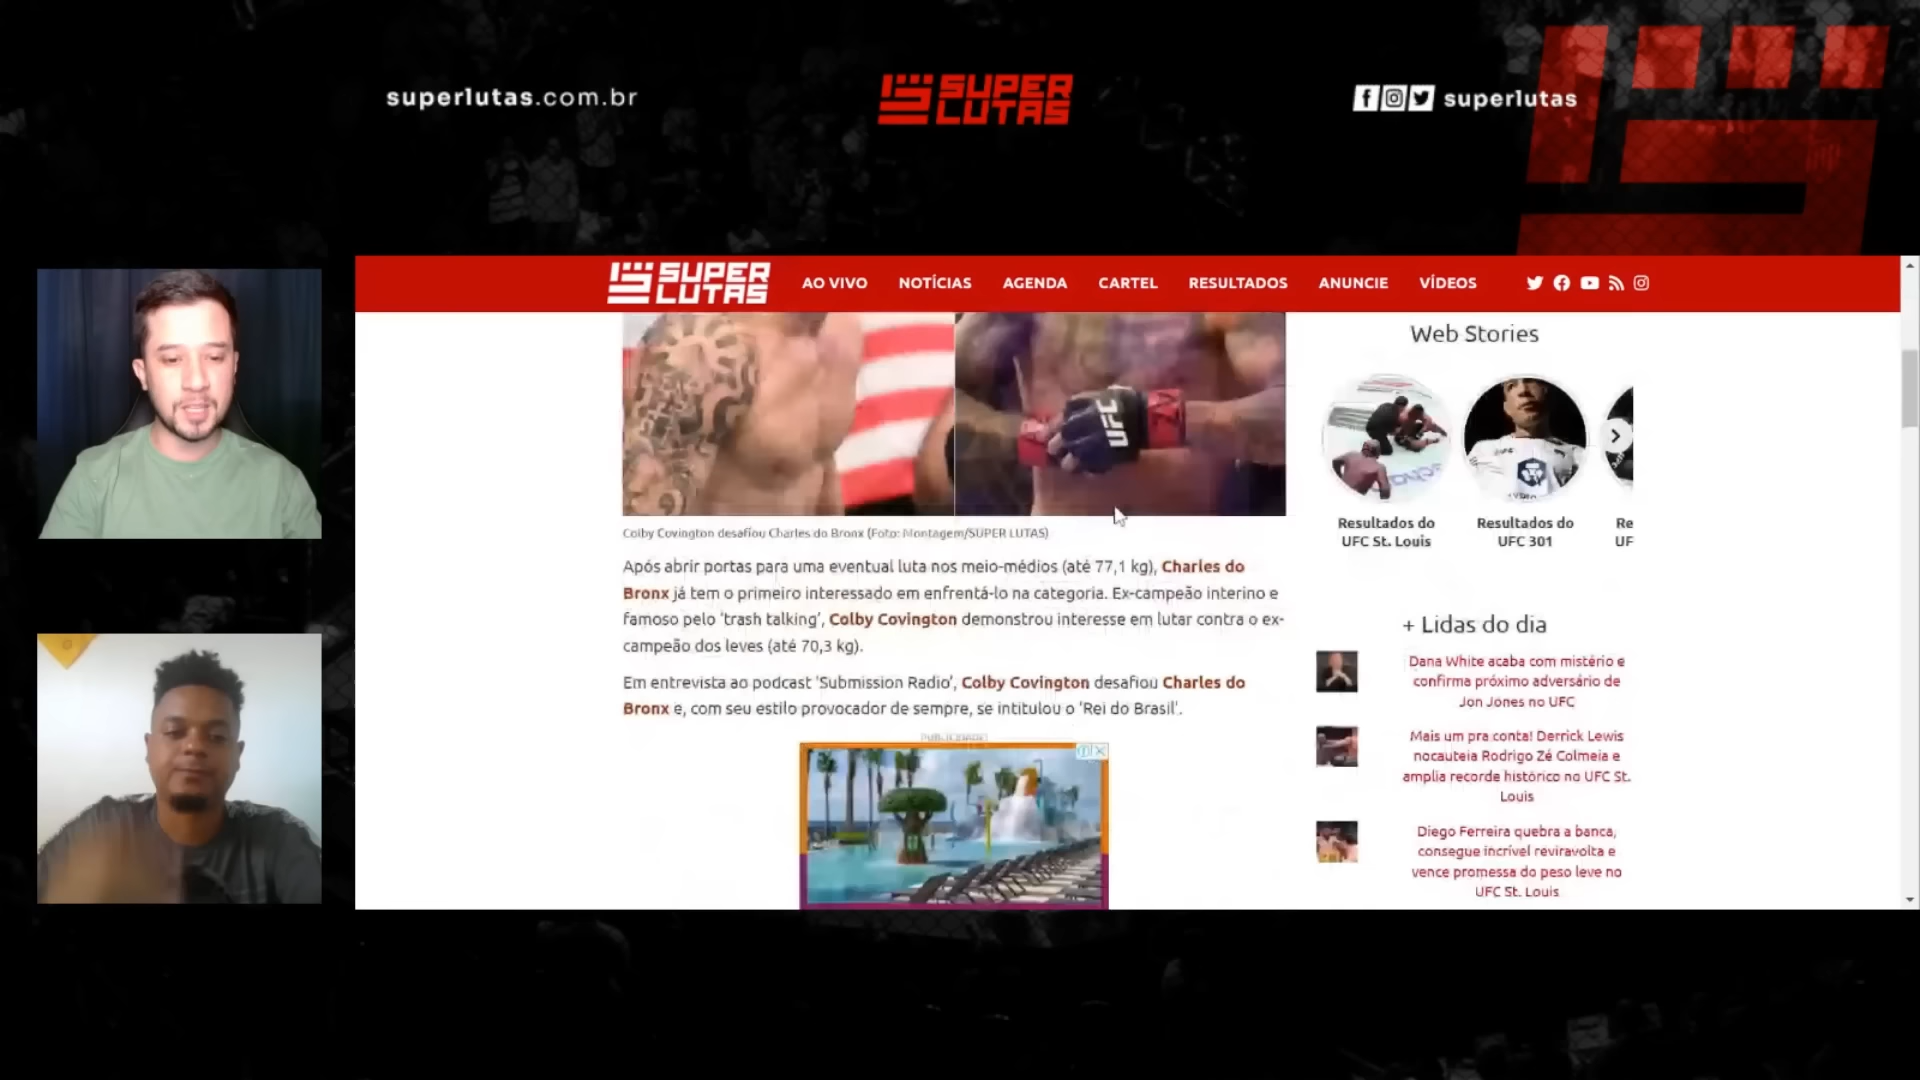 superlutas.com.br
SUPER
LUTAS
superlutas
SUPER
LUTAS
AO VIVO NOTÍCIAS AGENDA CARTEL RESULTADOS ANUNCIE VÍDEOS
UFC
Colby Covington desafiou Charles do Bronx (Foto: Montagem/SUPER LUTAS)
Após abrir portas para uma eventual luta nos meio-médios (até 77,1 kg), Charles do
Bronx já tem o primeiro interessado em enfrentá-lo na categoria. Ex-campeão interino e
famoso pelo 'trash talking', Colby Covington demonstrou interesse em lutar contra o ex-
campeão dos leves (até 70,3 kg).
Em entrevista ao podcast 'Submission Radio', Colby Covington desafiou Charles do
Bronx e, com seu estilo provocador de sempre, se intitulou o 'Rei do Brasil'.
PUBLICIDADE
Web Stories
Resultados do
UFC St. Louis
Resultados do
UFC 301
Re
UF
+ Lidas do dia
Dana White acaba com mistério e
confirma próximo adversário de
Jon Jones no UFC
Mais um pra conta! Derrick Lewis
nocauteia Rodrigo Zé Colmeia e
amplia recorde histórico no UFC St.
Louis
Diego Ferreira quebra a banca,
consegue incrível reviravolta e
vence promessa do peso leve no
UFC St. Louis